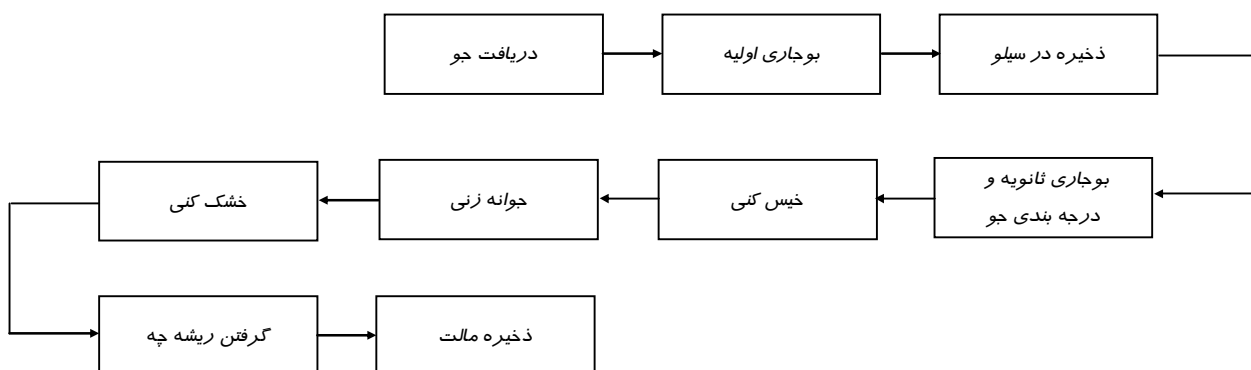 دریافت جو
بوجاری اولیه
ذخیره در سیلو
بوجاری ثانویه و
درجه بندی جو
خیس کنی
جوانه زنی
خشک کنی
گرفتن ریشه چه
ذخیره مالت